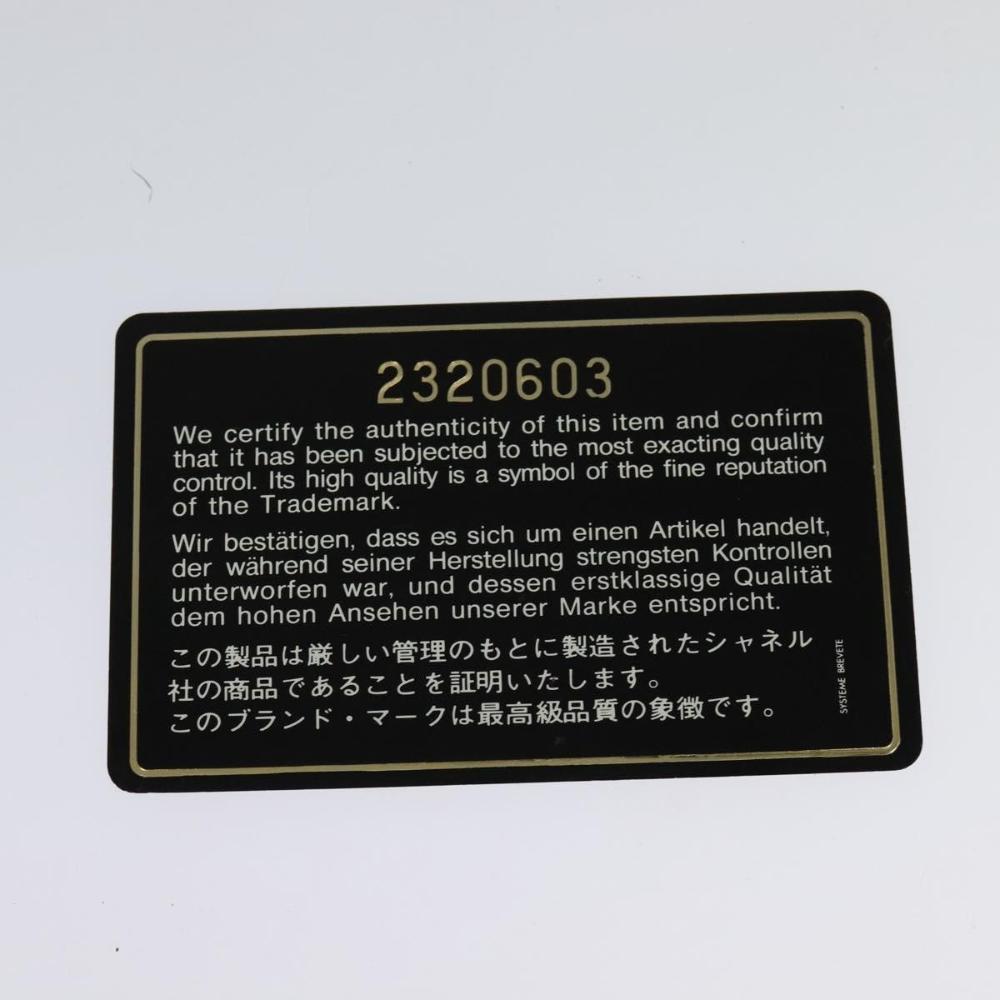 2320603
We certify the authenticity of this item and confirm
that it has been subjected to the most exacting quality
control. Its high quality is a symbol of the fine reputation
of the Trademark.
Wir bestätigen, dass es sich um einen Artikel handelt,
der während seiner Herstellung strengsten Kontrollen
unterworfen war, und dessen erstklassige Qualität
dem hohen Ansehen unserer Marke entspricht.
この製品は厳しい管理のもとに製造されたシャネル
社の商品であることを証明いたします。
このブランド・マークは最高級品質の象徴です。
SYSTEME BREVETE